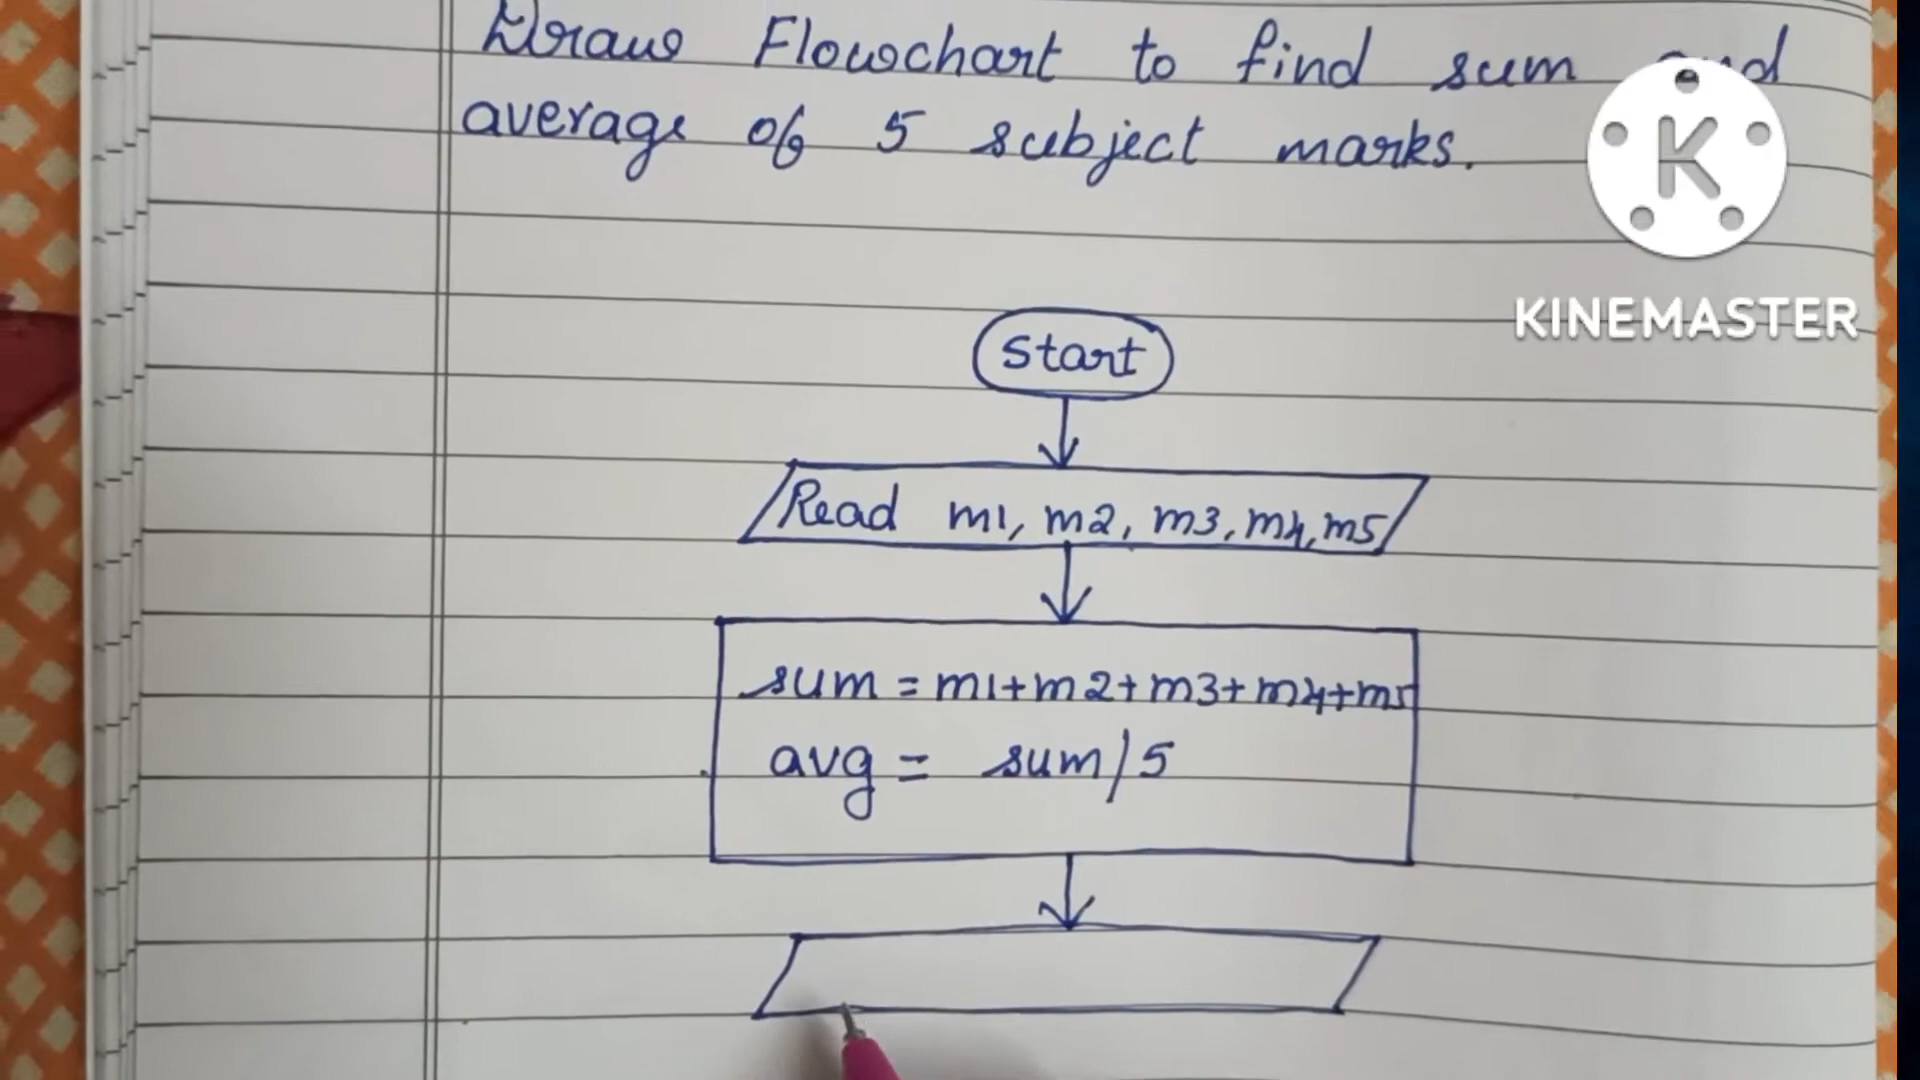 Draw Flowchart to find sum and
average of 5 subject marks.
K
KINEMASTER
Start
Read m1, m2, m3, m4, m5
sum = m1+m2+m3+m4+m5
avg = sum/5